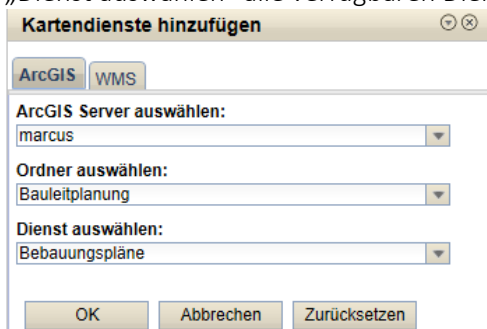 „Dienst auswählen“ alle verfügbaren Die
Kartendienste hinzufügen
ArcGIS WMS
ArcGIS Server auswählen:
marcus
Ordner auswählen:
Bauleitplanung
Dienst auswählen:
Bebauungspläne
OK Abbrechen Zurücksetzen